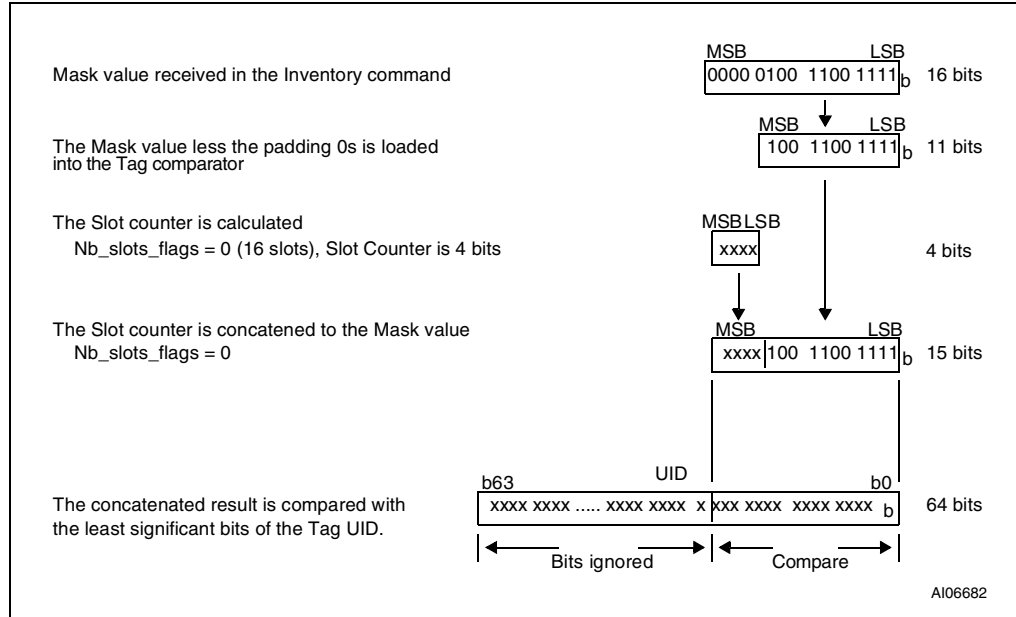 MSB LSB
Mask value received in the Inventory command 0000 0100 1100 1111 b 16 bits
MSB LSB
The Mask value less the padding 0s is loaded
into the Tag comparator
100 1100 1111 b 11 bits
The Slot counter is calculated
MSB LSB
Nb_slots_flags = 0 (16 slots), Slot Counter is 4 bits xxxx 4 bits
The Slot counter is concatened to the Mask value
MSB LSB
Nb_slots_flags = 0 xxxx 100 1100 1111 b 15 bits
UID
b63 b0
The concatenated result is compared with
the least significant bits of the Tag UID.
xxxx xxxx ..... xxxx xxxx x xxx xxxx xxxx xxxx b 64 bits
Bits ignored Compare
AI06682